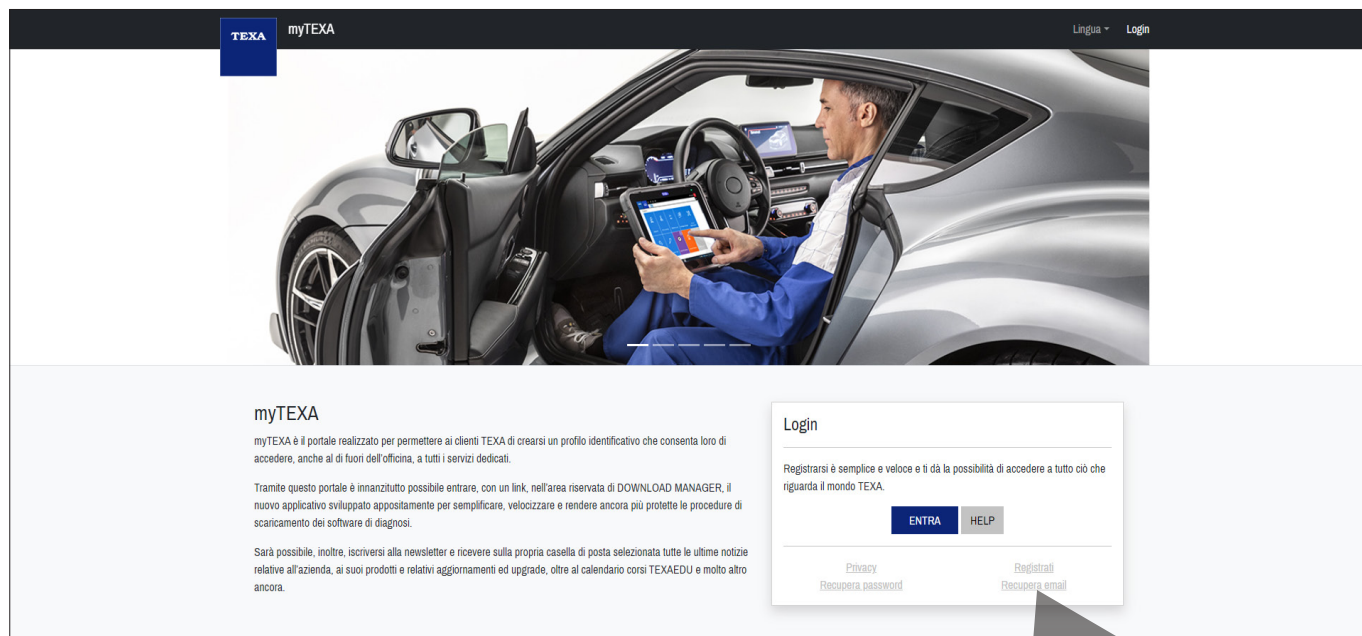 TEXA
myTEXA
Lingua
Login
myTEXA
myTEXA è il portale realizzato per permettere ai clienti TEXA di crearsi un profilo identificativo che consenta loro di
accedere, anche al di fuori dell'officina, a tutti i servizi dedicati.
Tramite questo portale è innanzitutto possibile entrare, con un link, nell'area riservata di DOWNLOAD MANAGER, il
nuovo applicativo sviluppato appositamente per semplificare, velocizzare e rendere ancora più protette le procedure di
scaricamento dei software di diagnosi.
Sarà possibile, inoltre, iscriversi alla newsletter e ricevere sulla propria casella di posta selezionata tutte le ultime notizie
relative all'azienda, ai suoi prodotti e relativi aggiornamenti ed upgrade, oltre al calendario corsi TEXAEDU e molto altro
ancora.
Login
Registrarsi è semplice e veloce e ti dà la possibilità di accedere a tutto ciò che
riguarda il mondo TEXA.
ENTRA
HELP
Privacy
Registrati
Recupera password
Recupera email